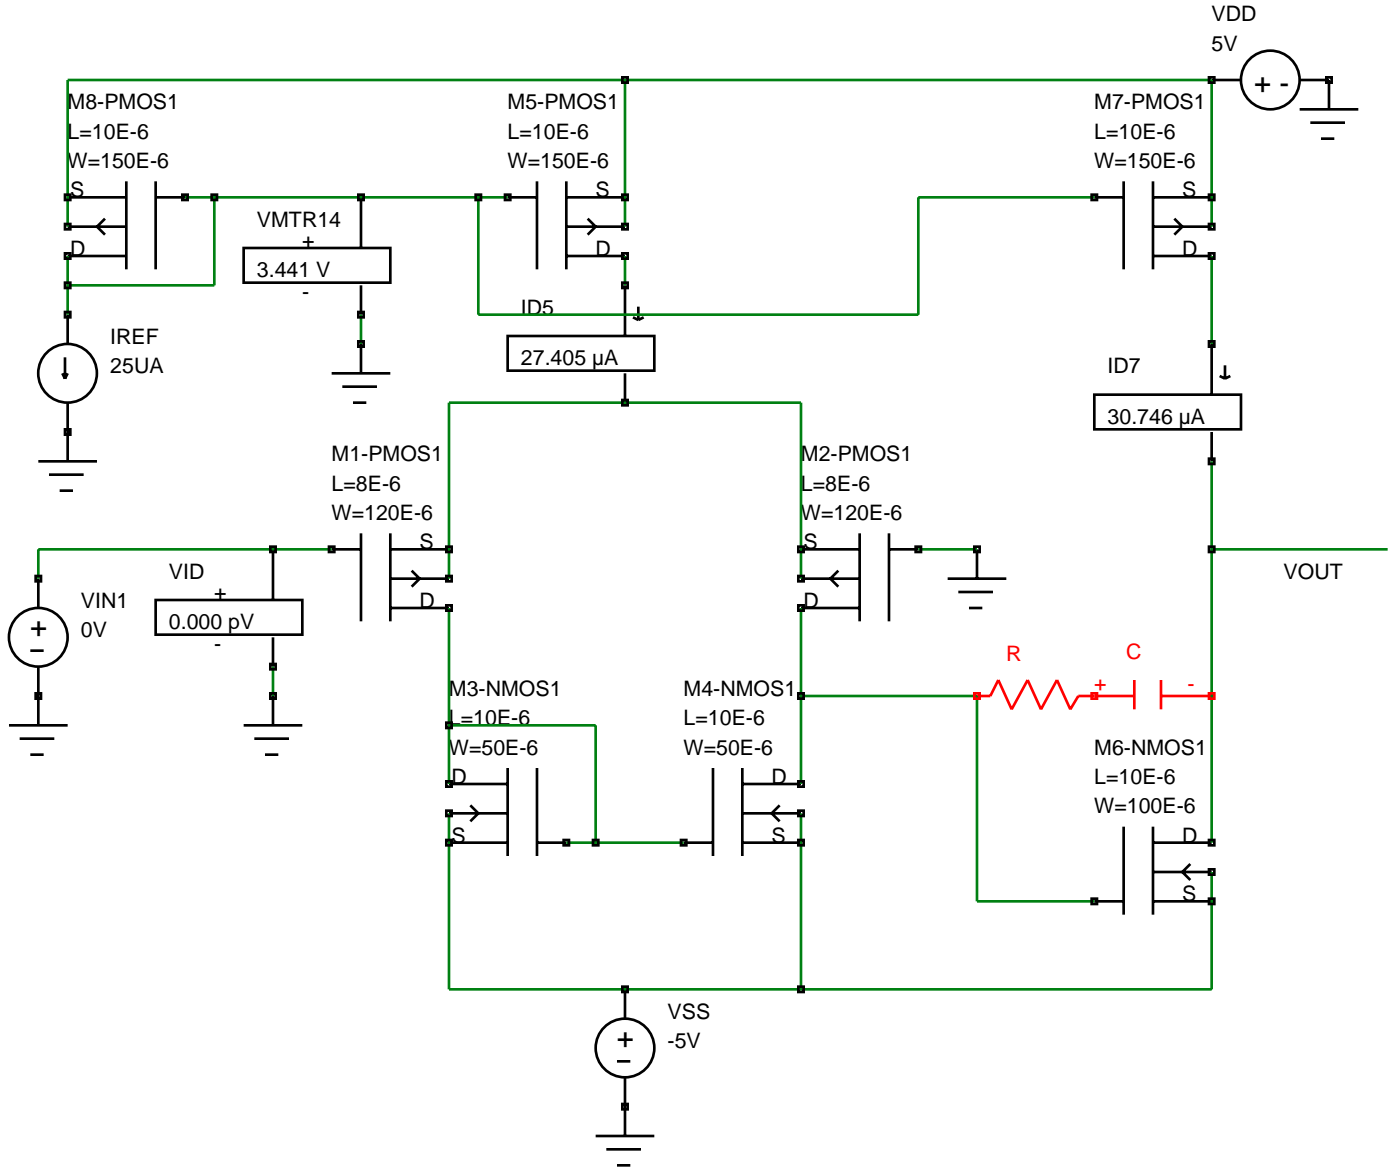 VDD
5V
+ -
M8-PMOS1
L=10E-6
W=150E-6
S
D
M5-PMOS1
L=10E-6
W=150E-6
S
D
M7-PMOS1
L=10E-6
W=150E-6
S
D
VMTR14
+
3.441 V
-
IREF
25UA
ID5
27.405 µA
ID7
30.746 µA
M1-PMOS1
L=8E-6
W=120E-6
S
D
M2-PMOS1
L=8E-6
W=120E-6
S
D
VIN1
0V
+
-
VID
+
0.000 pV
-
VOUT
R
C
+
-
M3-NMOS1
L=10E-6
W=50E-6
D
S
M4-NMOS1
L=10E-6
W=50E-6
D
S
M6-NMOS1
L=10E-6
W=100E-6
D
S
VSS
-5V
+
-